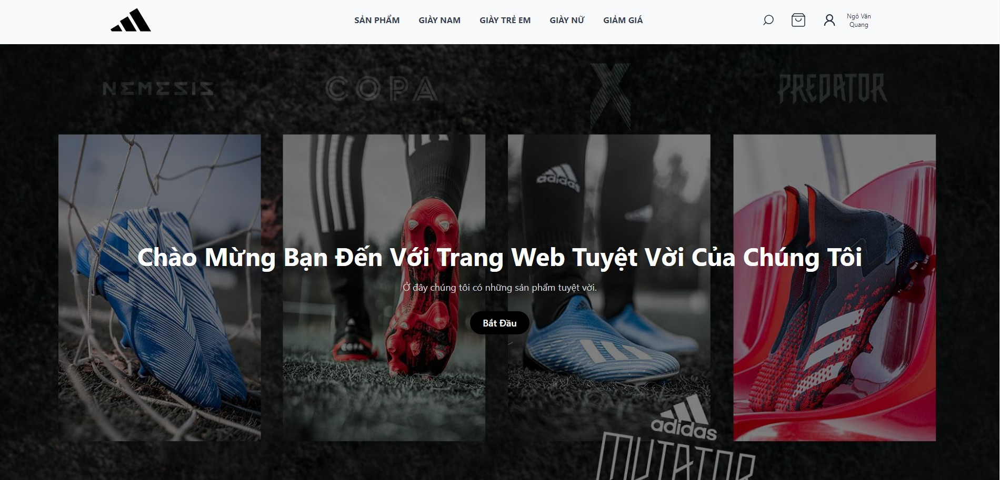 SẢN PHẨM GIÀY NAM GIÀY TRẺ EM GIÀY NỮ GIẢM GIÁ
Ngô Văn
Quang
NEMESIS COPA X PREDATOR
adidas
Chào Mừng Bạn Đến Với Trang Web Tuyệt Vời Của Chúng Tôi
Ở đây chúng tôi có những sản phẩm tuyệt vời.
Bắt Đầu
COPA
adidas
MUTATOR